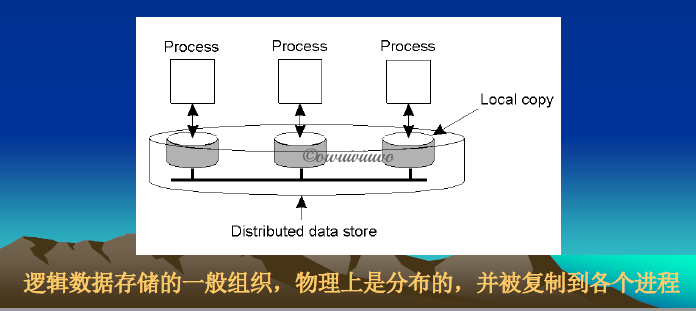 Process Process Process
Local copy
©owuivuuwo
Distributed data store
逻辑数据存储的一般组织，物理上是分布的，并被复制到各个进程